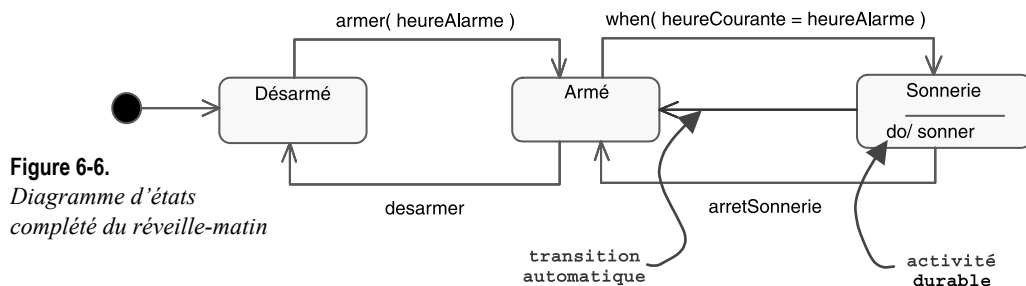 armer( heureAlarme )
when( heureCourante = heureAlarme )
Désarmé
Armé
Sonnerie
do/ sonner
Figure 6-6.
Diagramme d'états
complété du réveille-matin
desarmer
arretSonnerie
transition
automatique
activité
durable